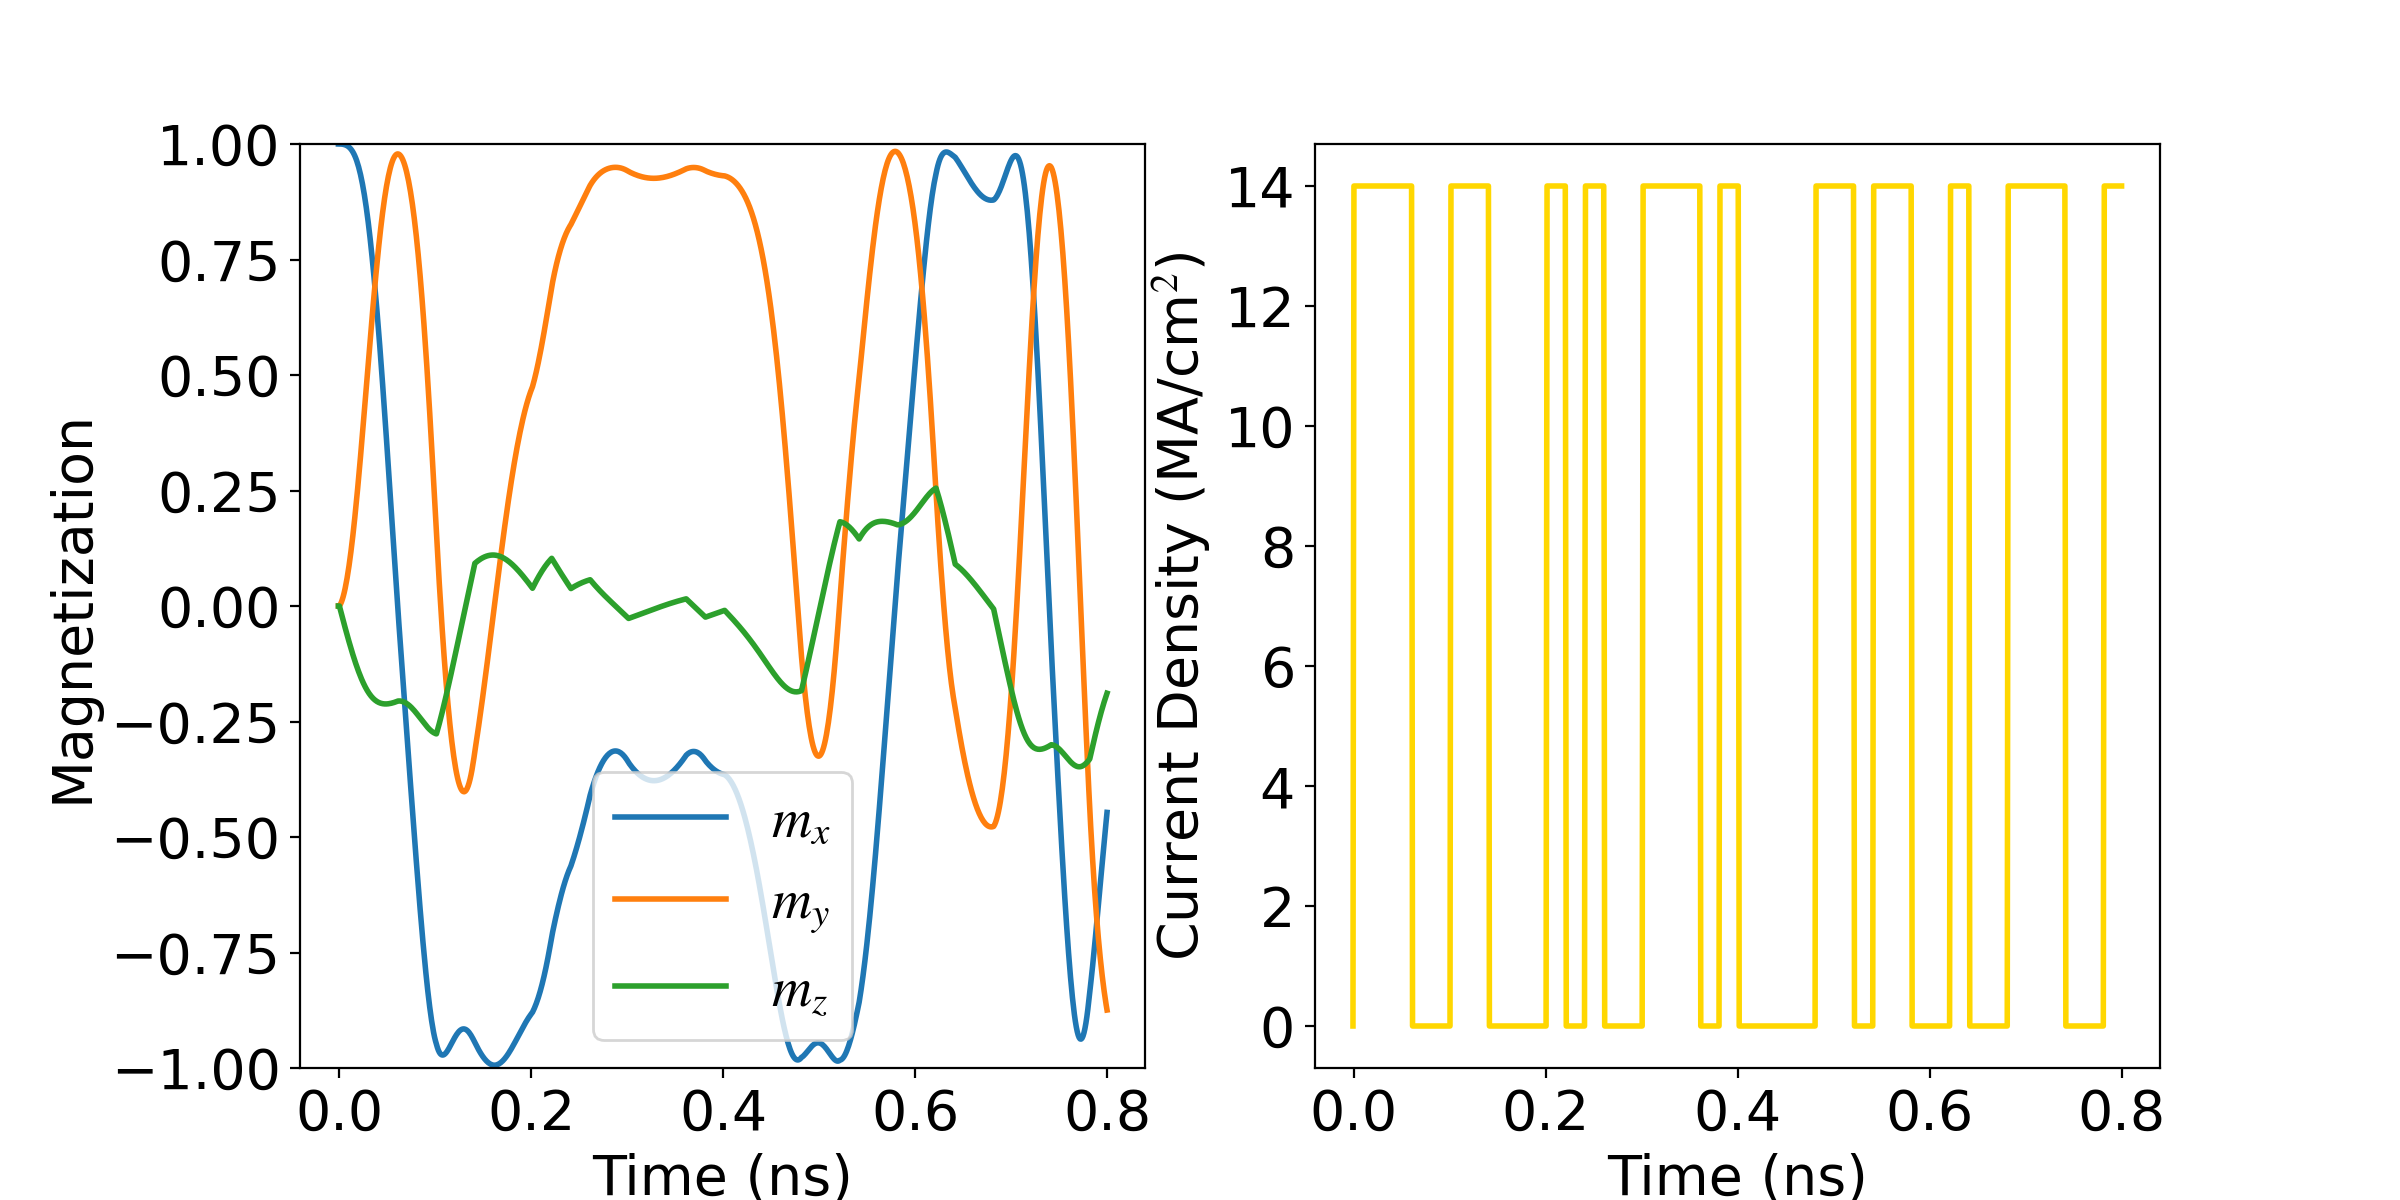 1.00
0.75
0.50
0.25
0.00
−0.25
−0.50
−0.75
−1.00
Magnetization
0.0 0.2 0.4 0.6 0.8
Time (ns)
m_x
m_y
m_z
14
12
10
8
6
4
2
0
Current Density (MA/cm²)
0.0 0.2 0.4 0.6 0.8
Time (ns)